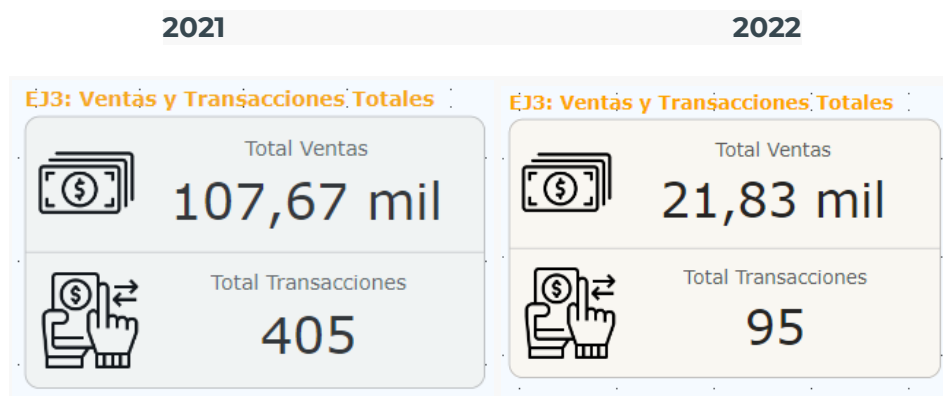 2021
2022
EJ3: Ventas y Transacciones Totales
Total Ventas
107,67 mil
Total Transacciones
405
EJ3: Ventas y Transacciones Totales
Total Ventas
21,83 mil
Total Transacciones
95